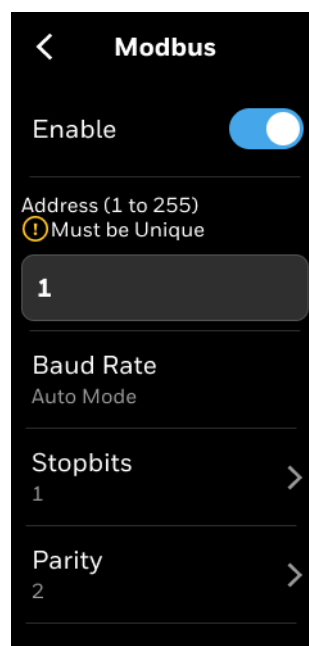 Modbus
Enable
Address (1 to 255)
Must be Unique
1
Baud Rate
Auto Mode
Stopbits
1
Parity
2